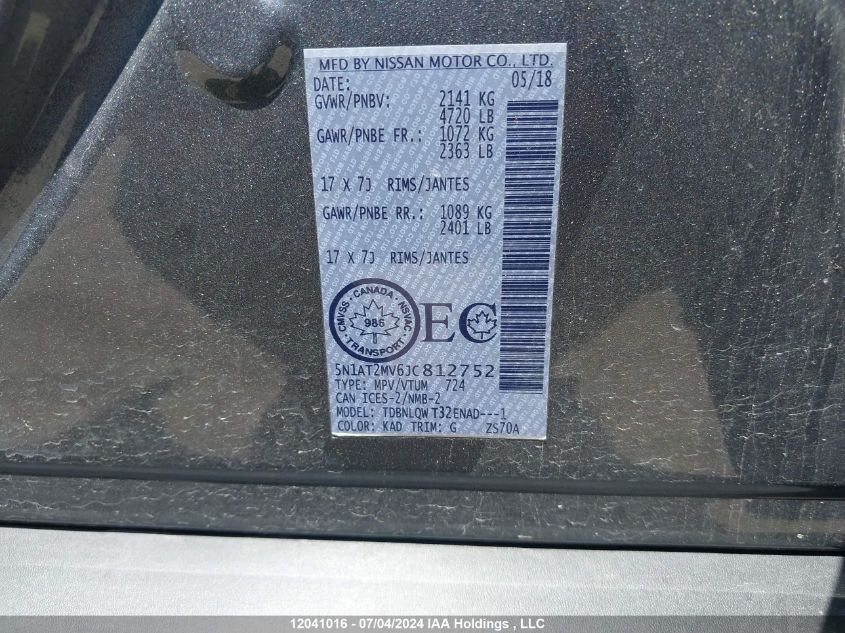 MFD BY NISSAN MOTOR CO., LTD.
DATE: 05/18
GVWR/PNBV: 2141 KG
4720 LB
GAWR/PNBE FR.: 1072 KG
2363 LB
17 X 7J RIMS/JANTES
GAWR/PNBE RR.: 1089 KG
2401 LB
17 X 7J RIMS/JANTES
CMVSS · CANADA · NSVAC
986
TRANSPORT
EC
5N1AT2MV6JC812752
TYPE: MPV/VTUM 724
CAN ICES-2/NMB-2
MODEL: TDBNLQWT32ENAD---1
COLOR: KAD TRIM: G ZS70A
12041016 - 07/04/2024 IAA Holdings , LLC